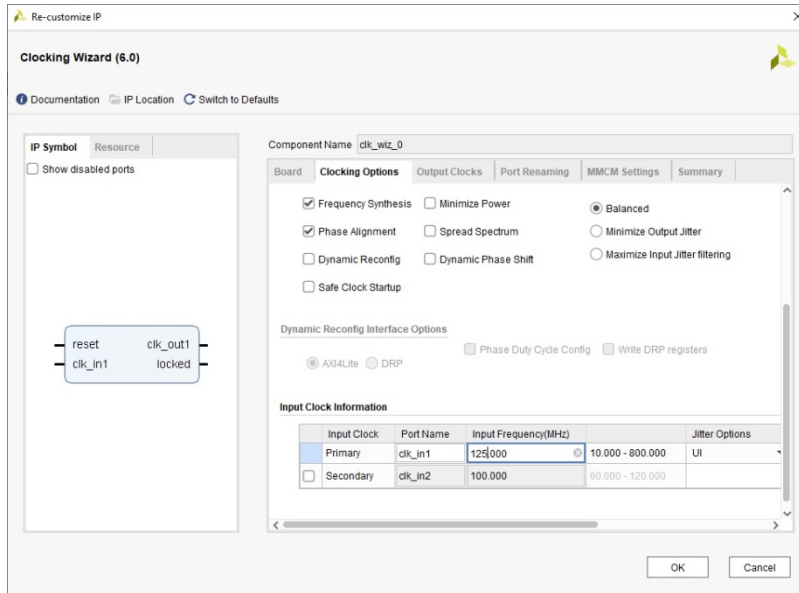 Re-customize IP
Clocking Wizard (6.0)
Documentation IP Location Switch to Defaults
IP Symbol Resource
Show disabled ports
reset clk_out1
clk_in1 locked
Component Name clk_wiz_0
Board Clocking Options Output Clocks Port Renaming MMCM Settings Summary
Frequency Synthesis Minimize Power Balanced
Phase Alignment Spread Spectrum Minimize Output Jitter
Dynamic Reconfig Dynamic Phase Shift Maximize Input Jitter filtering
Safe Clock Startup
Dynamic Reconfig Interface Options
AXI4Lite DRP Phase Duty Cycle Config Write DRP registers
Input Clock Information
Input Clock Port Name Input Frequency(MHz) Jitter Options
Primary clk_in1 125.000 10.000 - 800.000 UI
Secondary clk_in2 100.000 60.000 - 120.000
OK Cancel